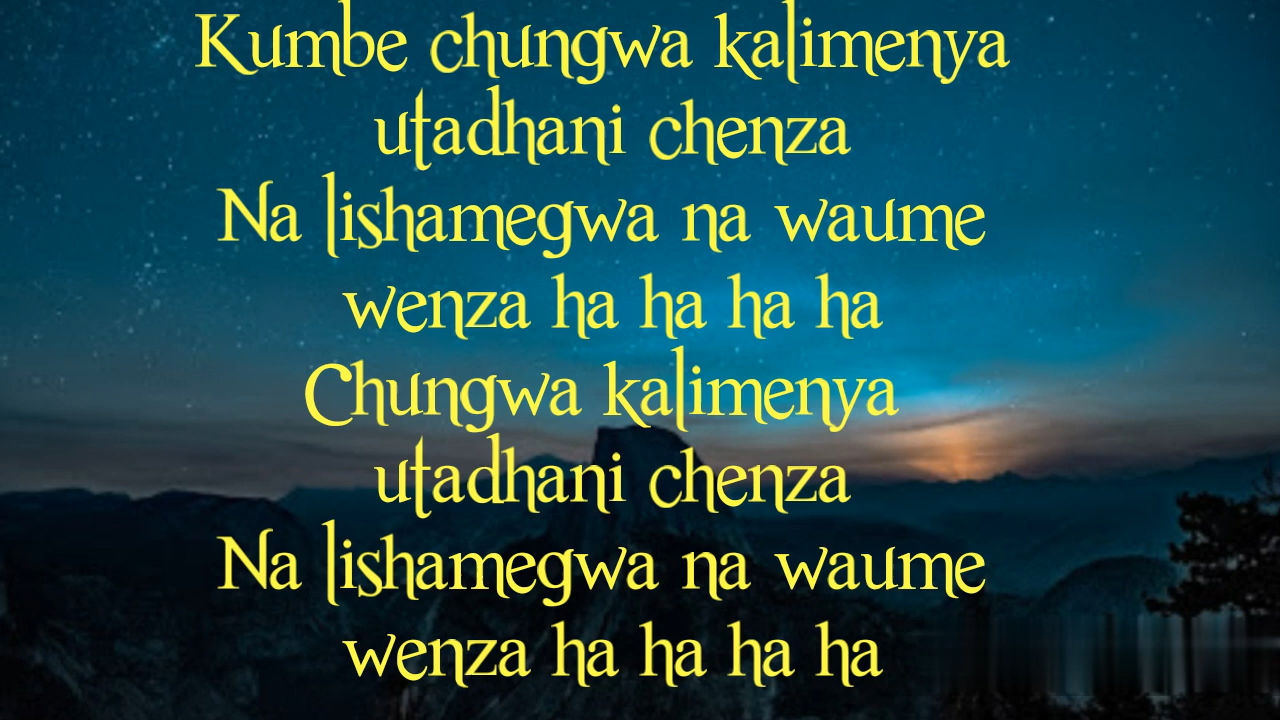 Kumbe chungwa kalimenya
utadhani chenza
Na lishamegwa na waume
wenza ha ha ha ha
Chungwa kalimenya
utadhani chenza
Na lishamegwa na waume
wenza ha ha ha ha